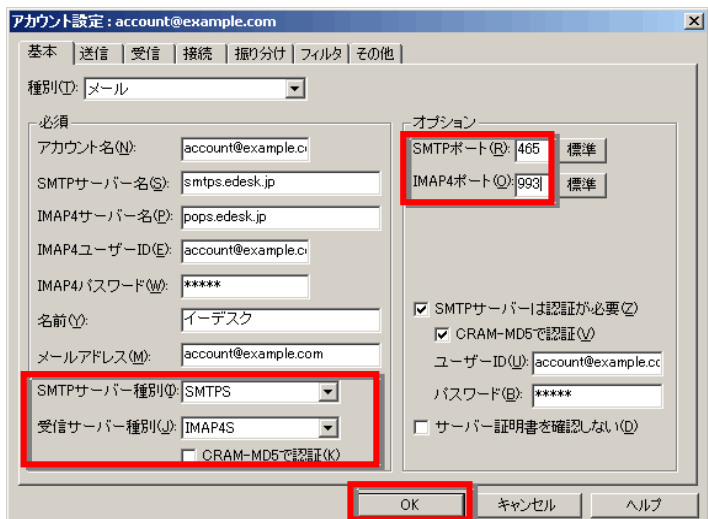 アカウント設定 : account@example.com
基本 送信 受信 接続 振り分け フィルタ その他
種別(T): メール
必須
アカウント名(N): account@example.c
SMTPサーバー名(S): smtps.edesk.jp
IMAP4サーバー名(P): pops.edesk.jp
IMAP4ユーザーID(E): account@example.c
IMAP4パスワード(W): *****
名前(Y): イーデスク
メールアドレス(M): account@example.com
SMTPサーバー種別(I): SMTPS
受信サーバー種別(J): IMAP4S
CRAM-MD5で認証(K)
オプション
SMTPポート(R): 465 標準
IMAP4ポート(O): 993 標準
SMTPサーバーは認証が必要(Z)
CRAM-MD5で認証(V)
ユーザーID(U): account@example.cc
パスワード(B): *****
サーバー証明書を確認しない(D)
OK キャンセル ヘルプ